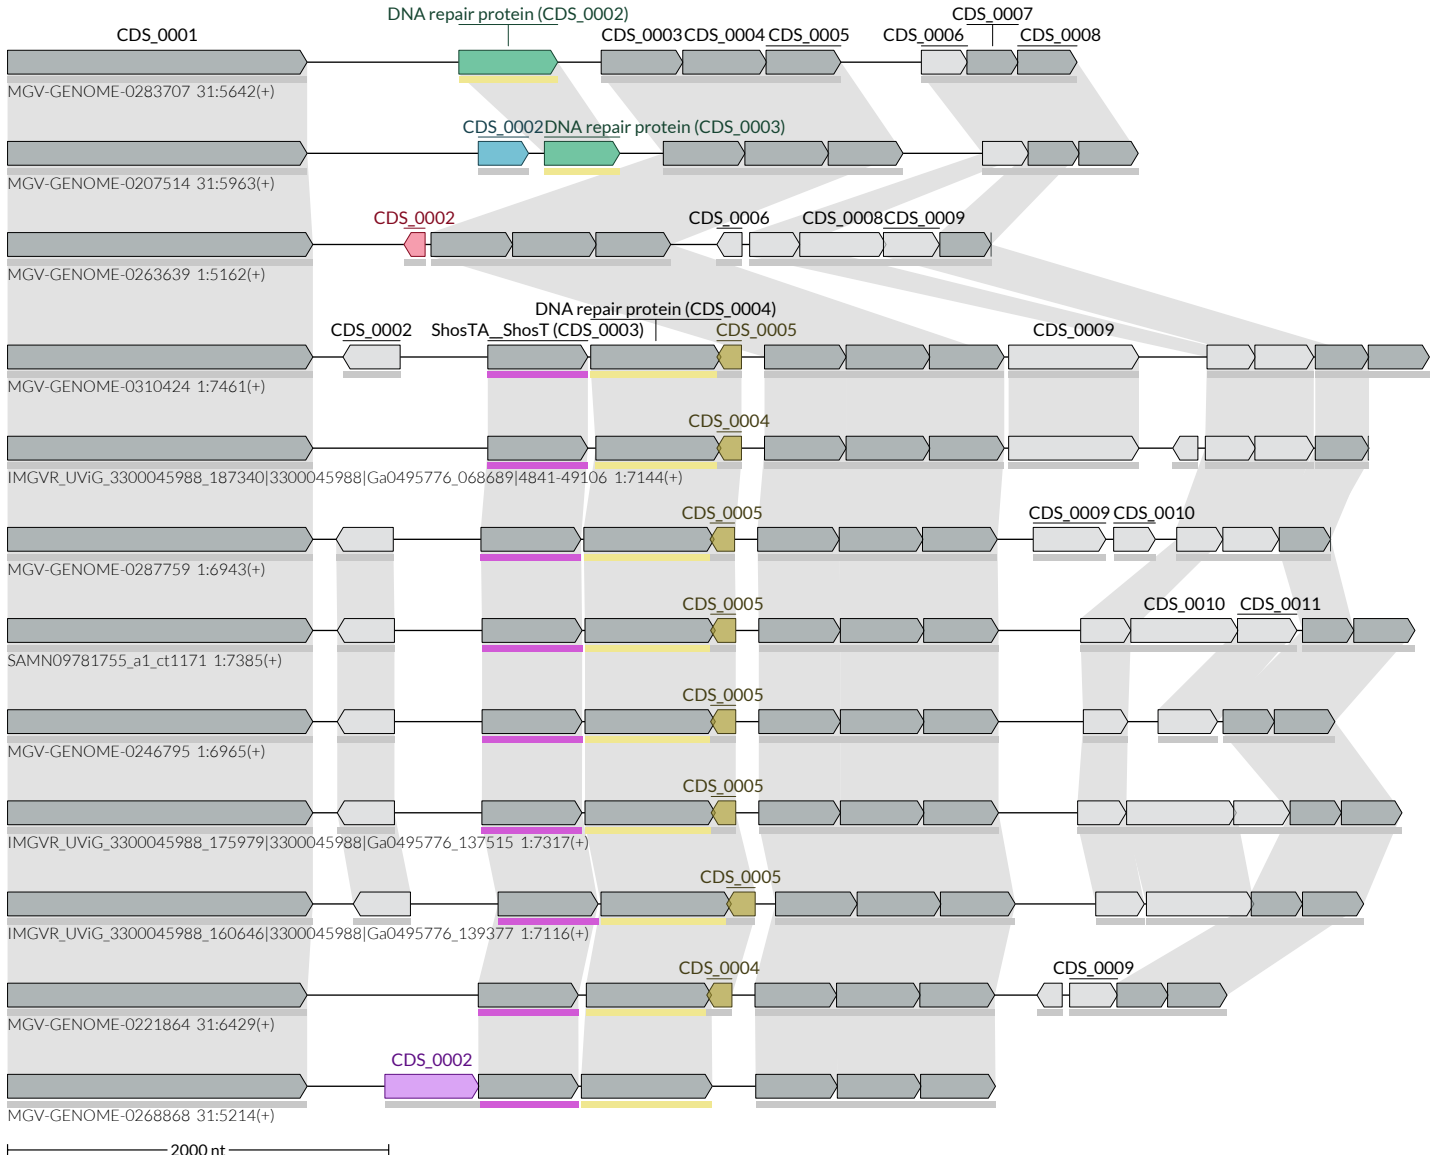 DNA repair protein (CDS_0002)
CDS_0007
CDS_0001
CDS_0003
CDS_0004
CDS_0005
CDS_0006
CDS_0008
MGV-GENOME-0283707 31:5642(+)
CDS_0002
DNA repair protein (CDS_0003)
MGV-GENOME-0207514 31:5963(+)
CDS_0002
CDS_0006
CDS_0008
CDS_0009
MGV-GENOME-0263639 1:5162(+)
DNA repair protein (CDS_0004)
CDS_0002
ShosTA__ShosT (CDS_0003)
CDS_0005
CDS_0009
MGV-GENOME-0310424 1:7461(+)
CDS_0004
IMGVR_UViG_3300045988_187340|3300045988|Ga0495776_068689|4841-49106 1:7144(+)
CDS_0005
CDS_0009
CDS_0010
MGV-GENOME-0287759 1:6943(+)
CDS_0005
CDS_0010
CDS_0011
SAMN09781755_a1_ct1171 1:7385(+)
CDS_0005
MGV-GENOME-0246795 1:6965(+)
CDS_0005
IMGVR_UViG_3300045988_175979|3300045988|Ga0495776_137515 1:7317(+)
CDS_0005
IMGVR_UViG_3300045988_160646|3300045988|Ga0495776_139377 1:7116(+)
CDS_0004
CDS_0009
MGV-GENOME-0221864 31:6429(+)
CDS_0002
MGV-GENOME-0268868 31:5214(+)
2000 nt